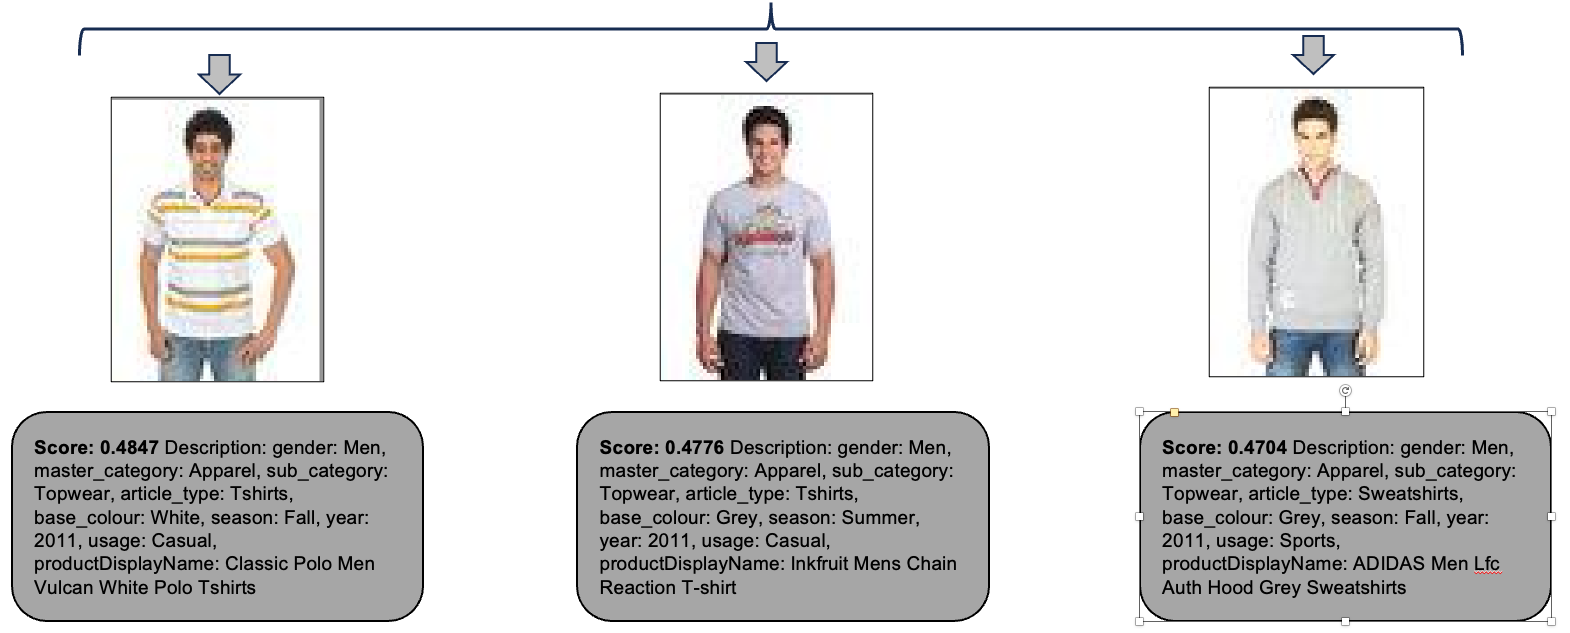 Score: 0.4847 Description: gender: Men,
master_category: Apparel, sub_category:
Topwear, article_type: Tshirts,
base_colour: White, season: Fall, year:
2011, usage: Casual,
productDisplayName: Classic Polo Men
Vulcan White Polo Tshirts
Score: 0.4776 Description: gender: Men,
master_category: Apparel, sub_category:
Topwear, article_type: Tshirts,
base_colour: Grey, season: Summer,
year: 2011, usage: Casual,
productDisplayName: Inkfruit Mens Chain
Reaction T-shirt
Score: 0.4704 Description: gender: Men,
master_category: Apparel, sub_category:
Topwear, article_type: Sweatshirts,
base_colour: Grey, season: Fall, year:
2011, usage: Sports,
productDisplayName: ADIDAS Men Lfc
Auth Hood Grey Sweatshirts